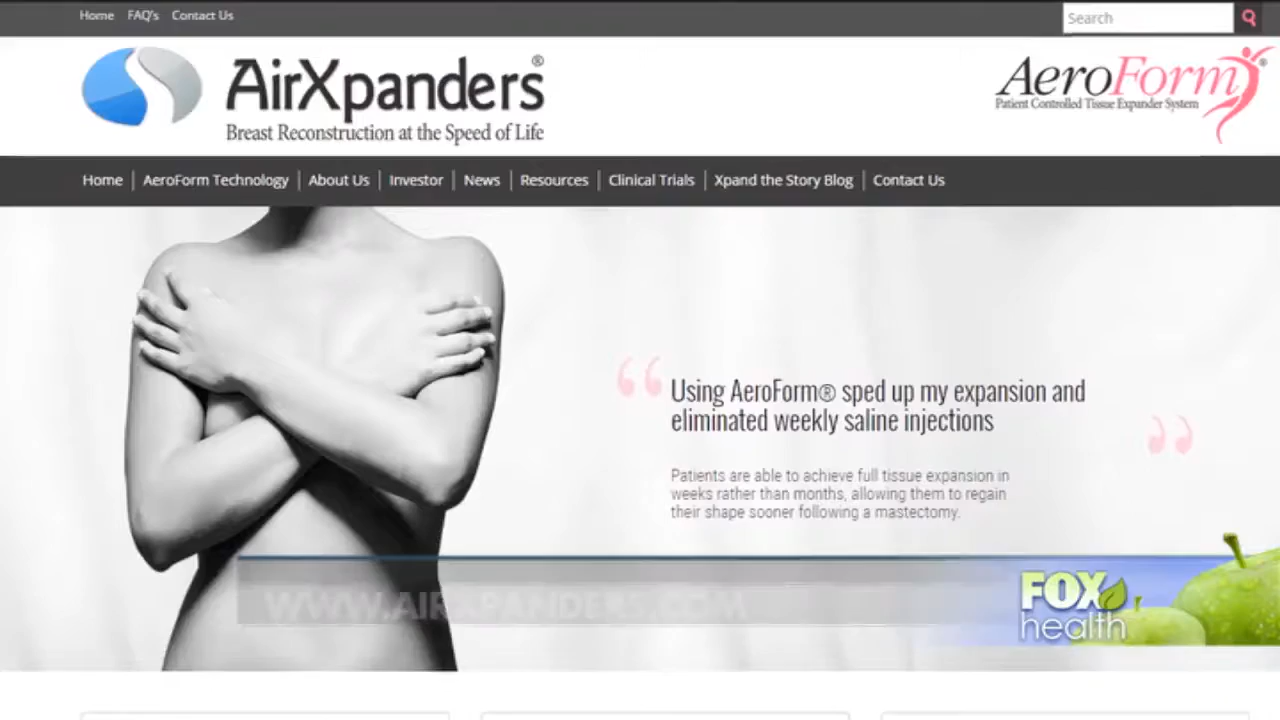 Home FAQ's Contact Us Search
AirXpanders®
Breast Reconstruction at the Speed of Life
AeroForm®
Patient Controlled Tissue Expander System
Home AeroForm Technology About Us Investor News Resources Clinical Trials Xpand the Story Blog Contact Us
“ Using AeroForm® sped up my expansion and
eliminated weekly saline injections ”
Patients are able to achieve full tissue expansion in
weeks rather than months, allowing them to regain
their shape sooner following a mastectomy.
WWW.AIRXPANDERS.COM
FOX
health